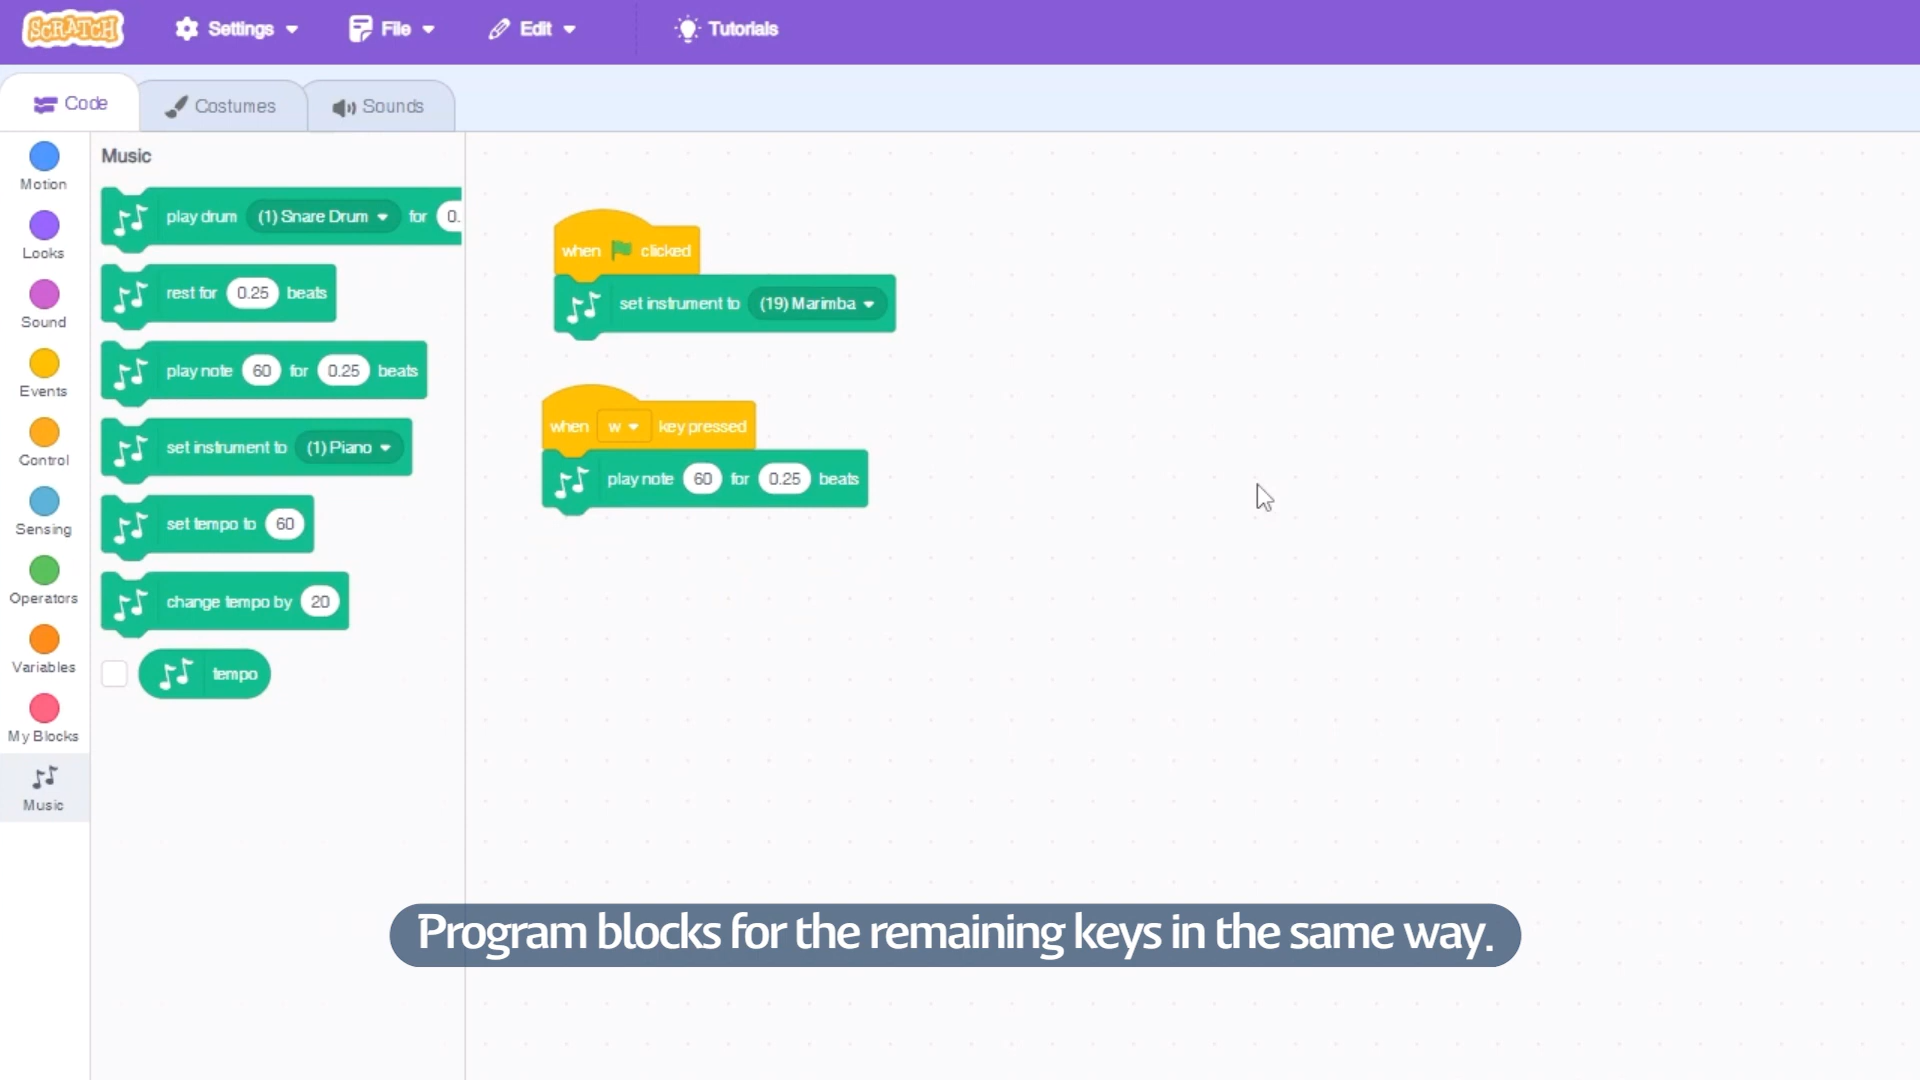 SCRATCH
Settings
File
Edit
Tutorials
Code
Costumes
Sounds
Motion
Looks
Sound
Events
Control
Sensing
Operators
Variables
My Blocks
Music
Music
play drum (1) Snare Drum for 0.
rest for 0.25 beats
play note 60 for 0.25 beats
set instrument to (1) Piano
set tempo to 60
change tempo by 20
tempo
when clicked
set instrument to (19) Marimba
when w key pressed
play note 60 for 0.25 beats
Program blocks for the remaining keys in the same way.